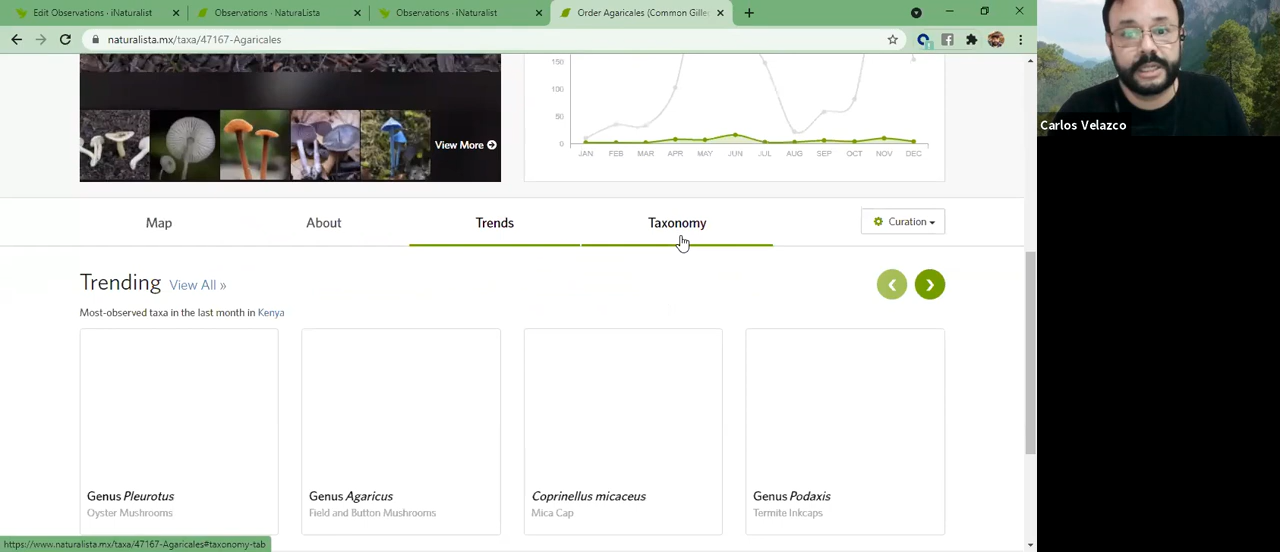 Edit Observations · iNaturalist
Observations · NaturaLista
Observations · iNaturalist
Order Agaricales (Common Gille
naturalista.mx/taxa/47167-Agaricales
Carlos Velazco
View More
150
100
50
0
JAN FEB MAR APR MAY JUN JUL AUG SEP OCT NOV DEC
Map About Trends Taxonomy Curation
Trending View All »
Most-observed taxa in the last month in Kenya
Genus Pleurotus
Oyster Mushrooms
Genus Agaricus
Field and Button Mushrooms
Coprinellus micaceus
Mica Cap
Genus Podaxis
Termite Inkcaps
https://www.naturalista.mx/taxa/47167-Agaricales#taxonomy-tab